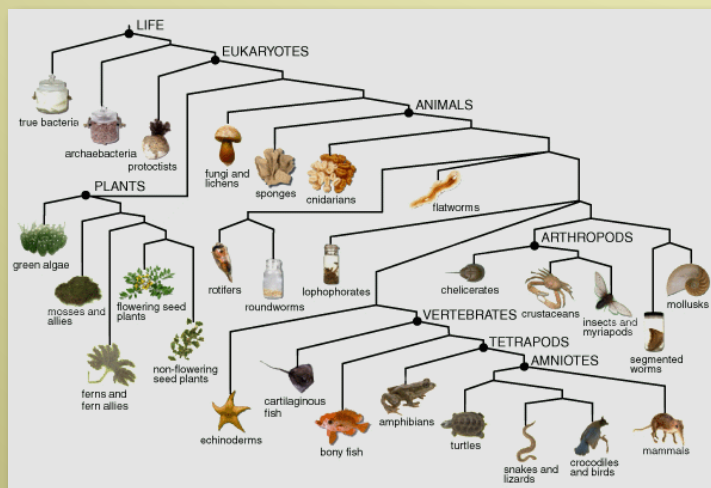 LIFE
EUKARYOTES
true bacteria
archaebacteria
protoctists
ANIMALS
fungi and
lichens
sponges
cnidarians
flatworms
PLANTS
green algae
mosses and
allies
flowering seed
plants
ferns and
fern allies
non-flowering
seed plants
rotifers
roundworms
lophophorates
ARTHROPODS
chelicerates
crustaceans
insects and
myriapods
segmented
worms
mollusks
VERTEBRATES
TETRAPODS
AMNIOTES
echinoderms
cartilaginous
fish
bony fish
amphibians
turtles
snakes and
lizards
crocodiles
and birds
mammals